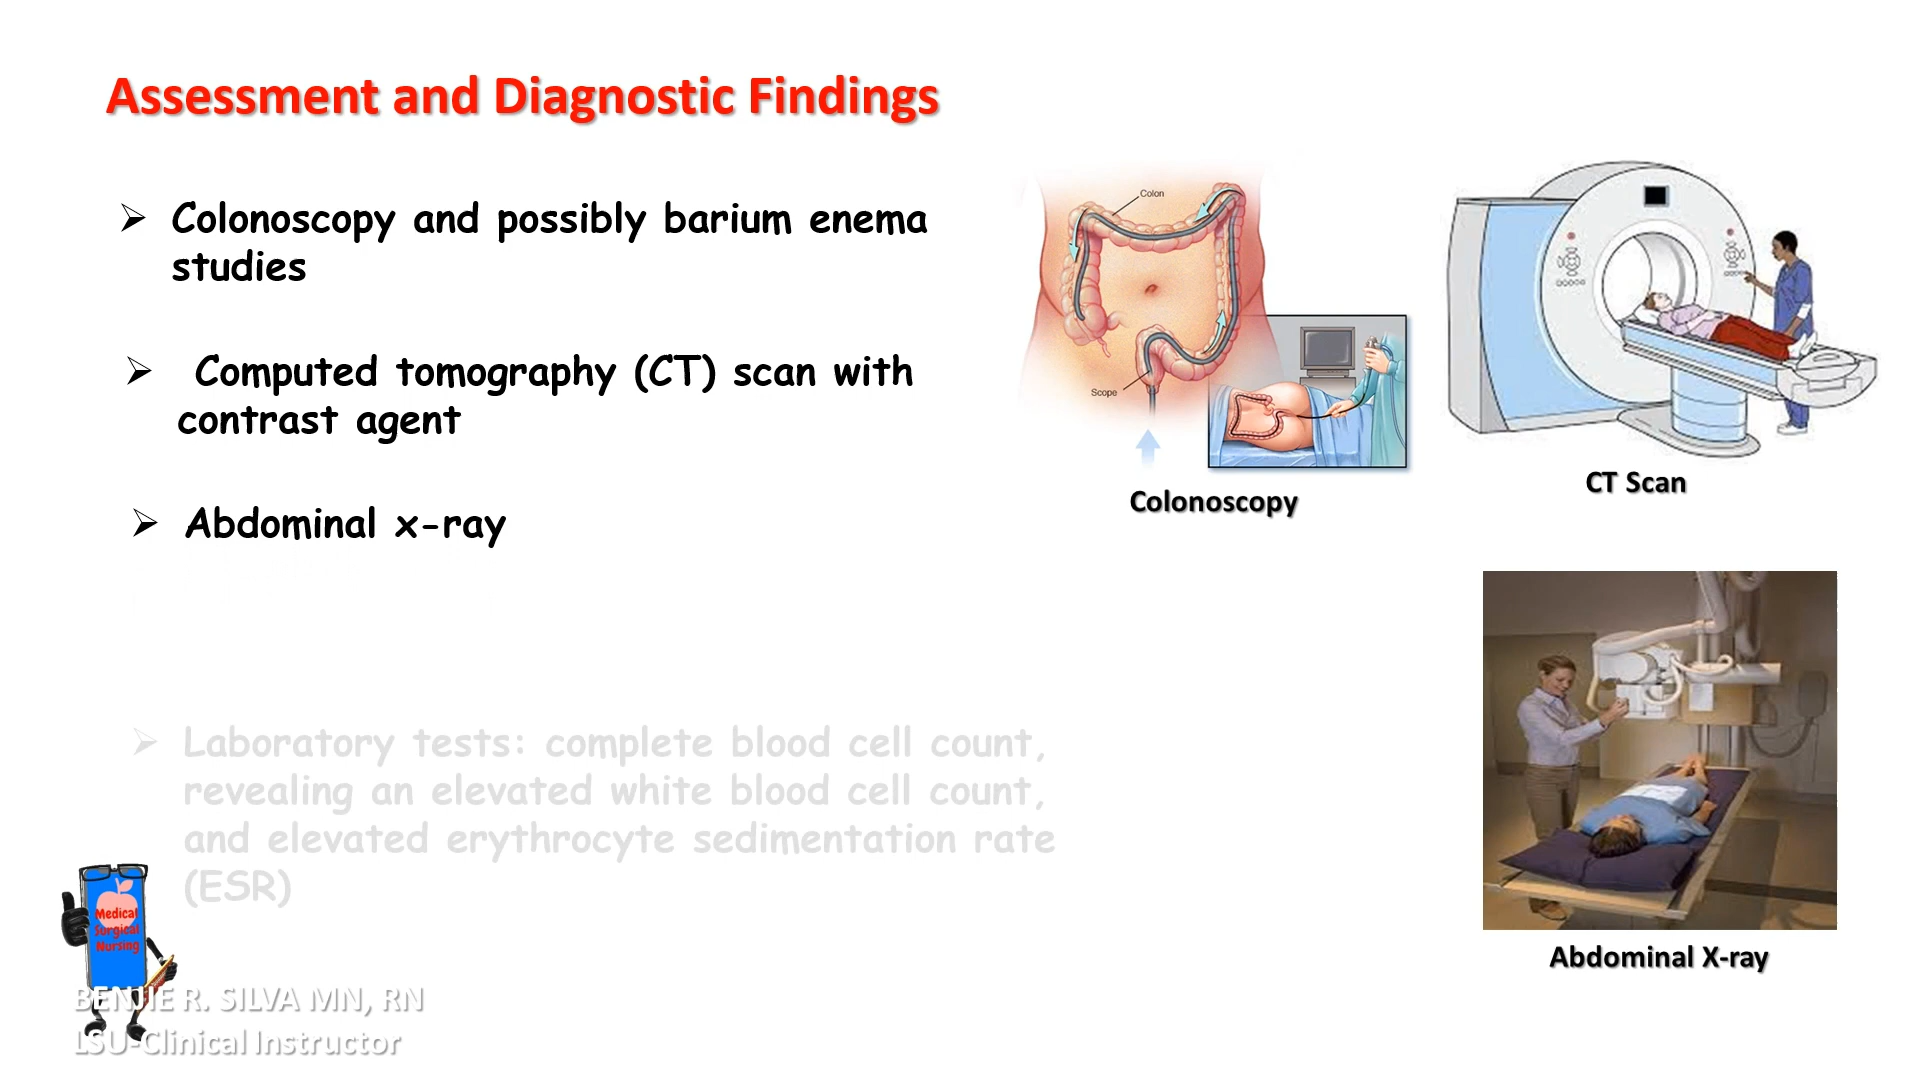 Assessment and Diagnostic Findings
➢ Colonoscopy and possibly barium enema
studies
➢ Computed tomography (CT) scan with
contrast agent
➢ Abdominal x-ray
➢ Laboratory tests: complete blood cell count,
revealing an elevated white blood cell count,
and elevated erythrocyte sedimentation rate
(ESR)
Colon
Scope
Colonoscopy
CT Scan
Abdominal X-ray
Medical
Surgical
Nursing
BENJIE R. SILVA MN, RN
LSU-Clinical Instructor